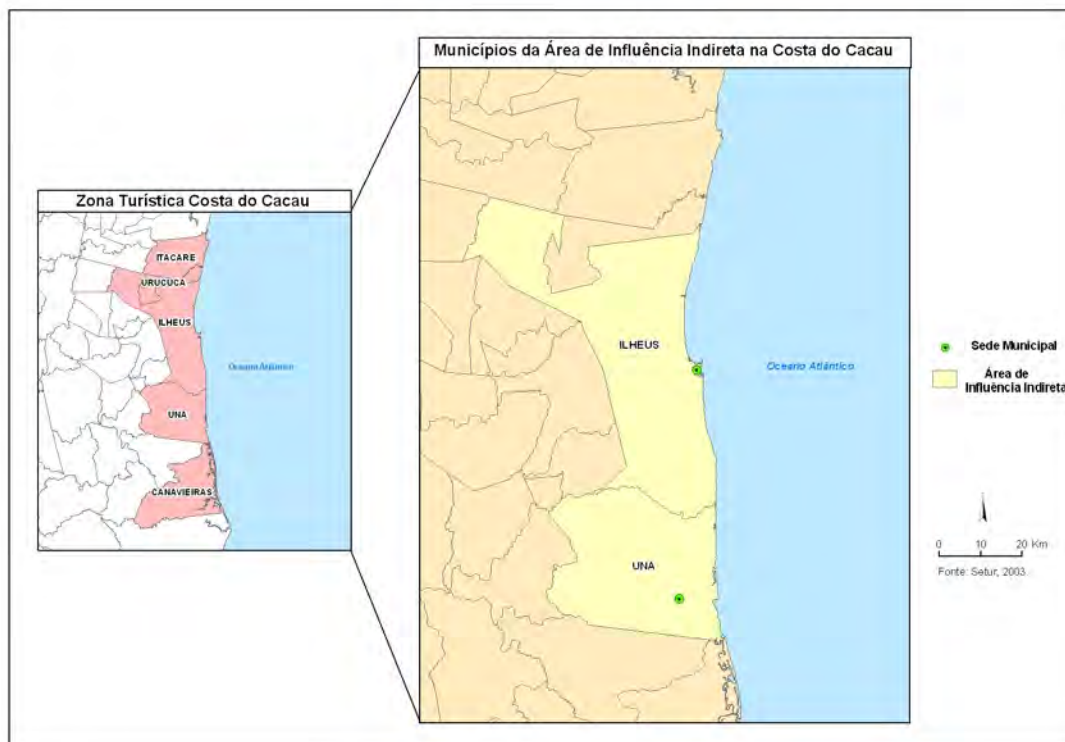 Municípios da Área de Influência Indireta na Costa do Cacau
Zona Turística Costa do Cacau
ITACARE
URUCUCA
ILHEUS
Oceano Atlântico
UNA
CANAVIEIRAS
ILHEUS
Oceano Atlântico
UNA
Sede Municipal
Área de
Influência Indireta
0 10 20 Km
Fonte: Setur, 2003.